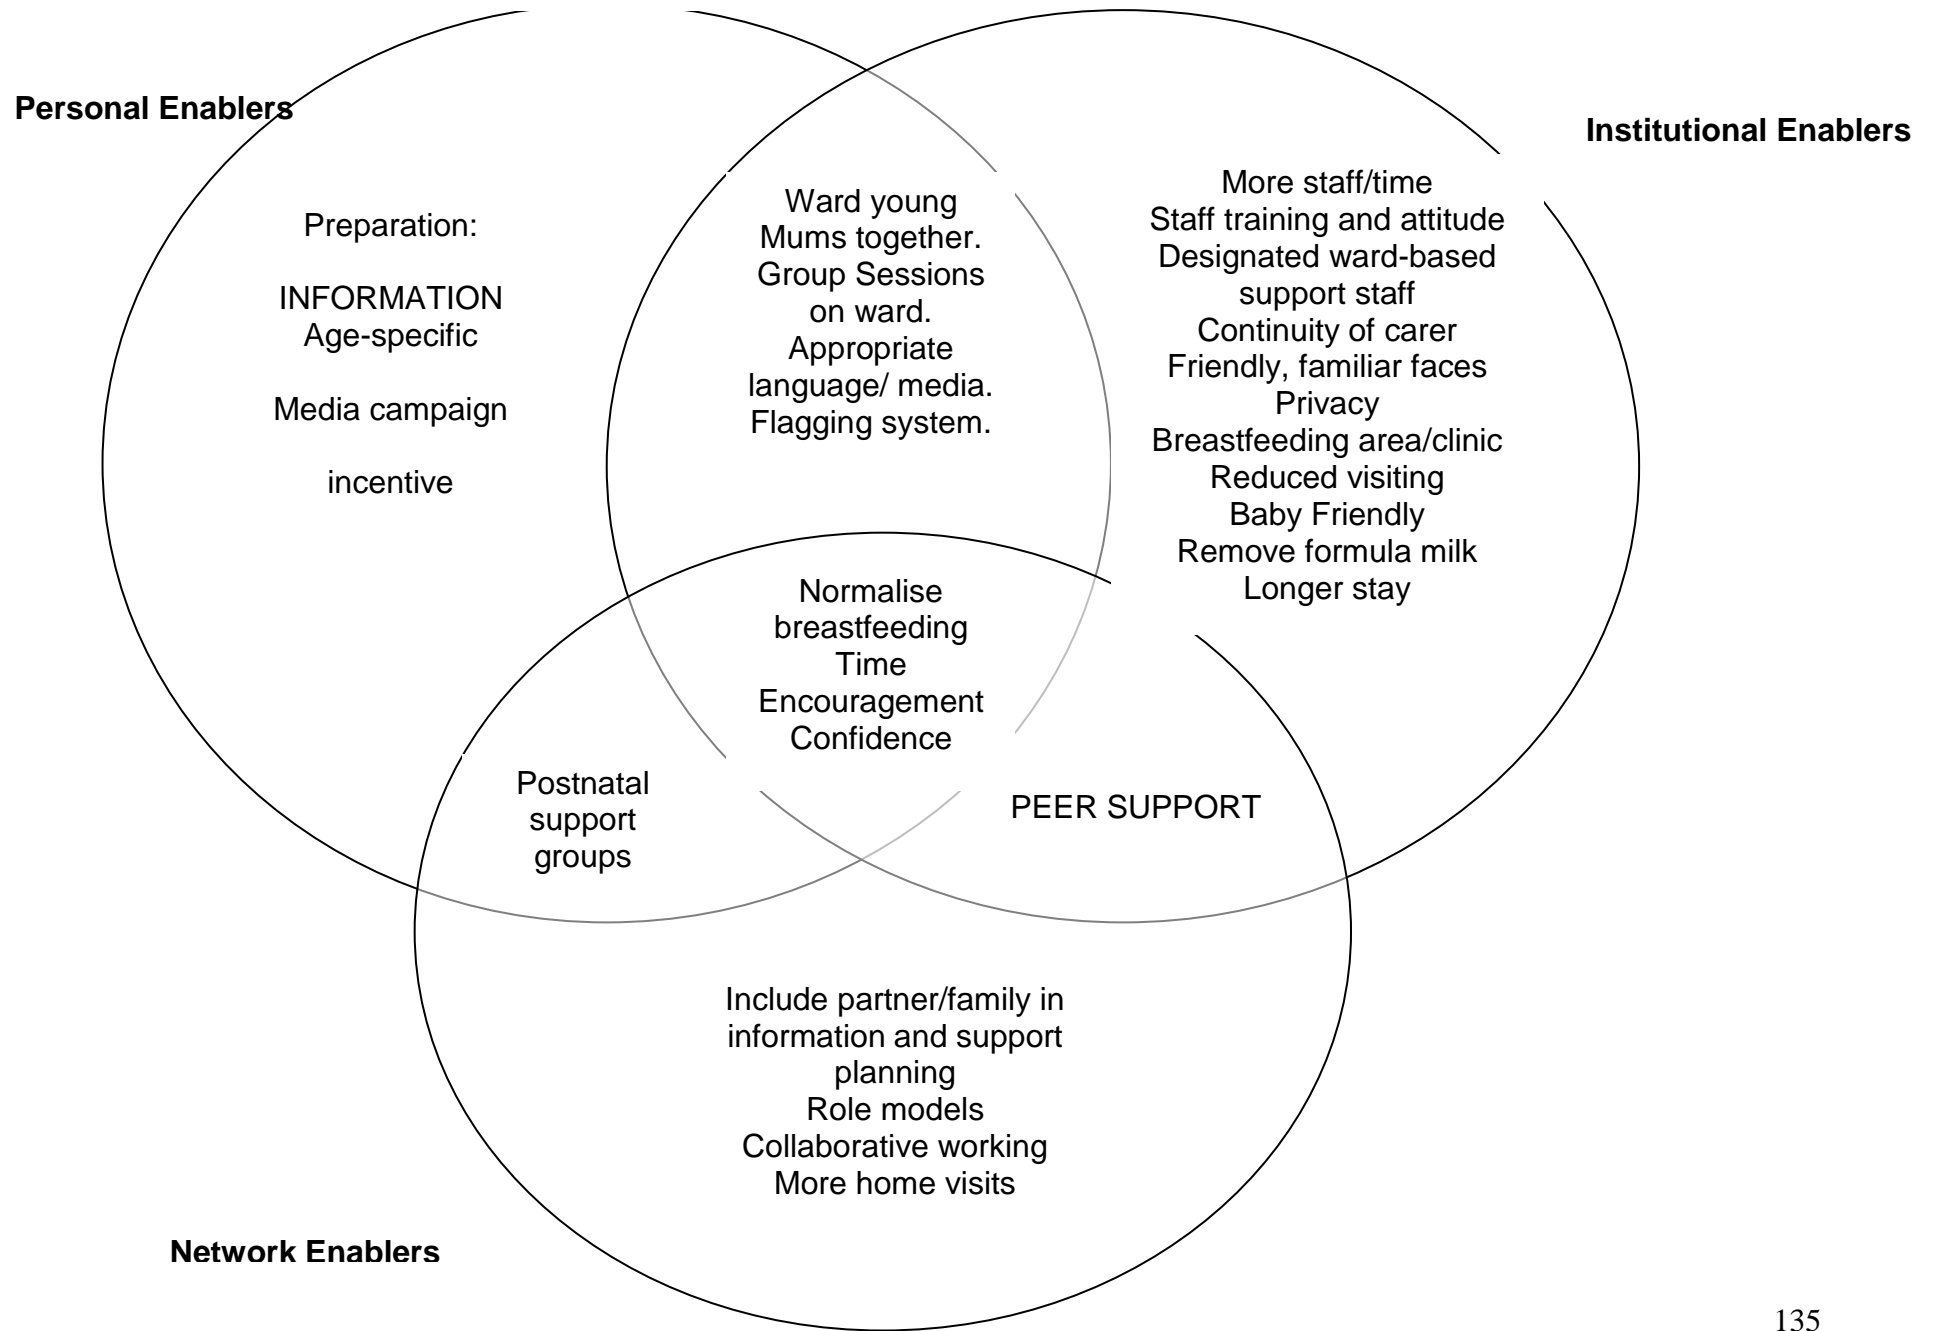 Personal Enablers
Institutional Enablers
Preparation:
INFORMATION
Age-specific
Media campaign
incentive
Ward young
Mums together.
Group Sessions
on ward.
Appropriate
language/ media.
Flagging system.
More staff/time
Staff training and attitude
Designated ward-based
support staff
Continuity of carer
Friendly, familiar faces
Privacy
Breastfeeding area/clinic
Reduced visiting
Baby Friendly
Remove formula milk
Longer stay
Normalise
breastfeeding
Time
Encouragement
Confidence
Postnatal
support
groups
PEER SUPPORT
Include partner/family in
information and support
planning
Role models
Collaborative working
More home visits
Network Enablers
135